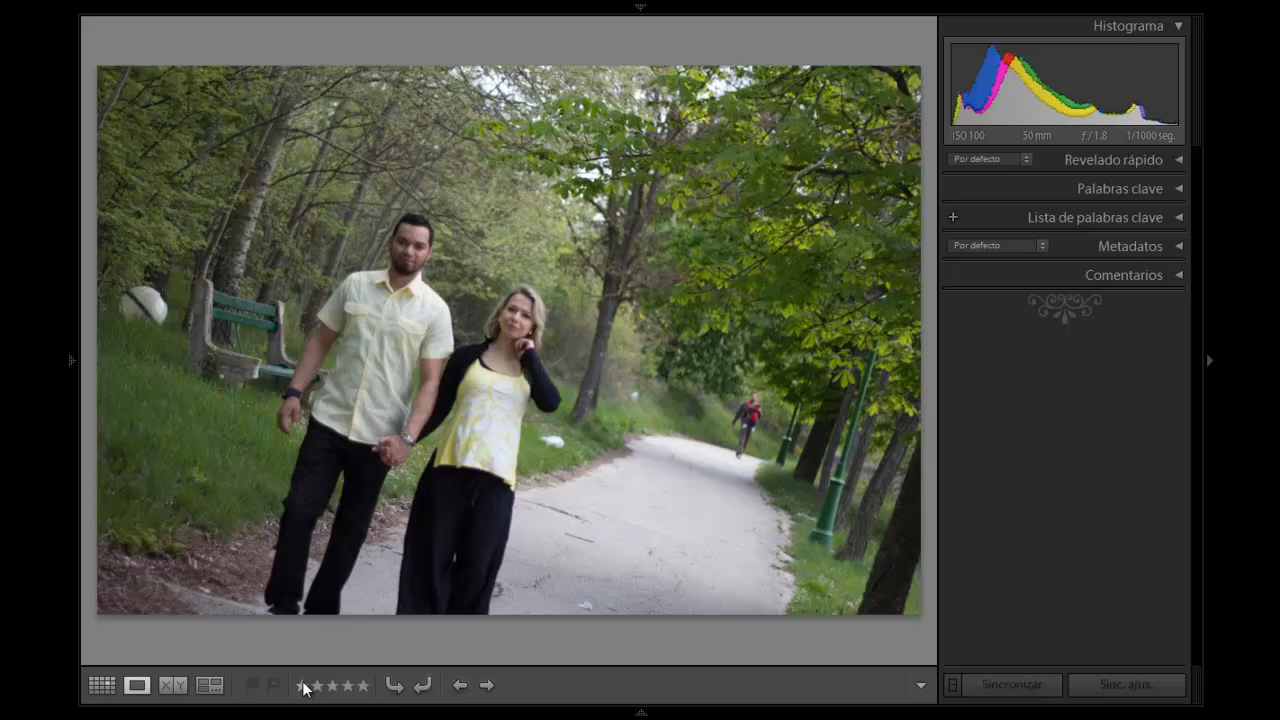 Histograma
ISO 100 50 mm ƒ / 1.8 1/1000 seg.
Por defecto Revelado rápido
Palabras clave
+ Lista de palabras clave
Por defecto Metadatos
Comentarios
X Y
Sincronizar Sinc. ajus.